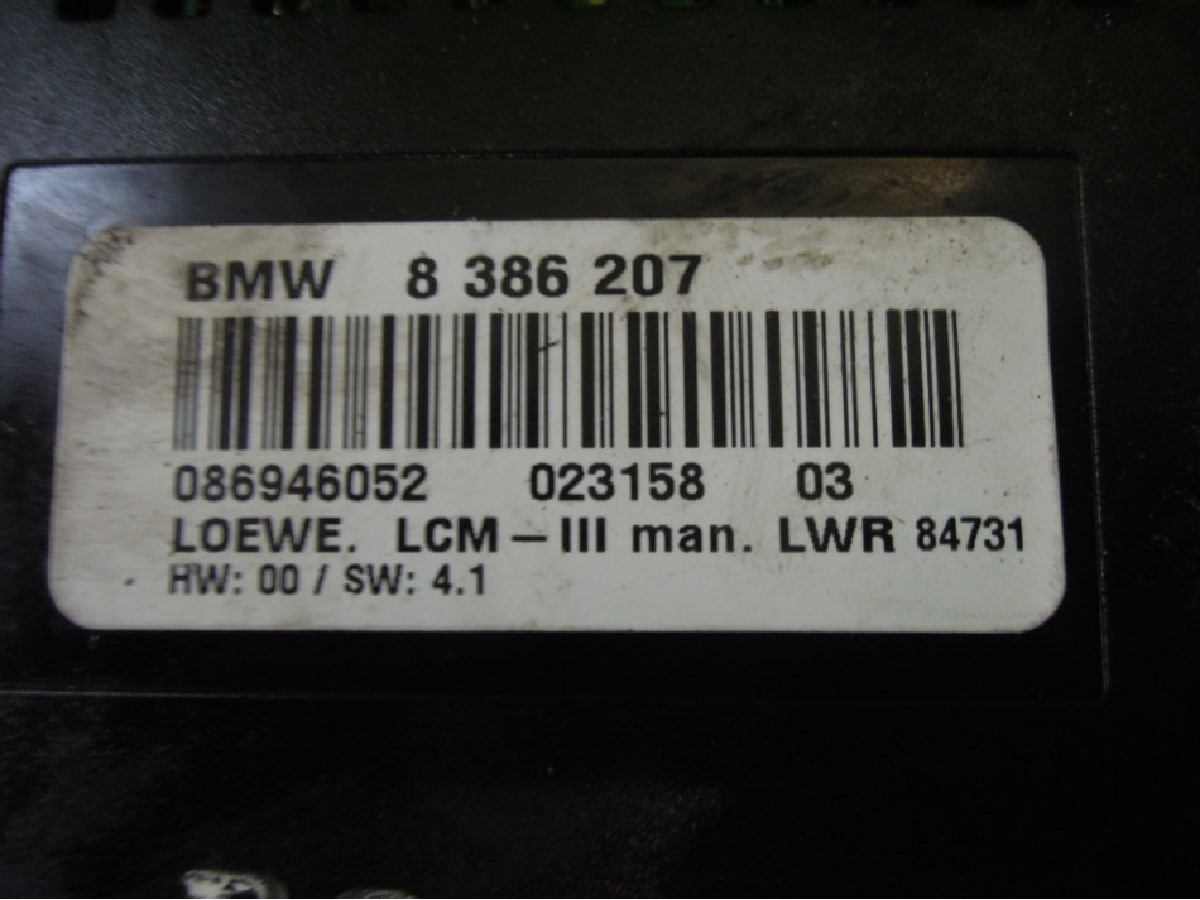 BMW 8 386 207
086946052 023158 03
LOEWE. LCM–III man. LWR 84731
HW: 00 / SW: 4.1